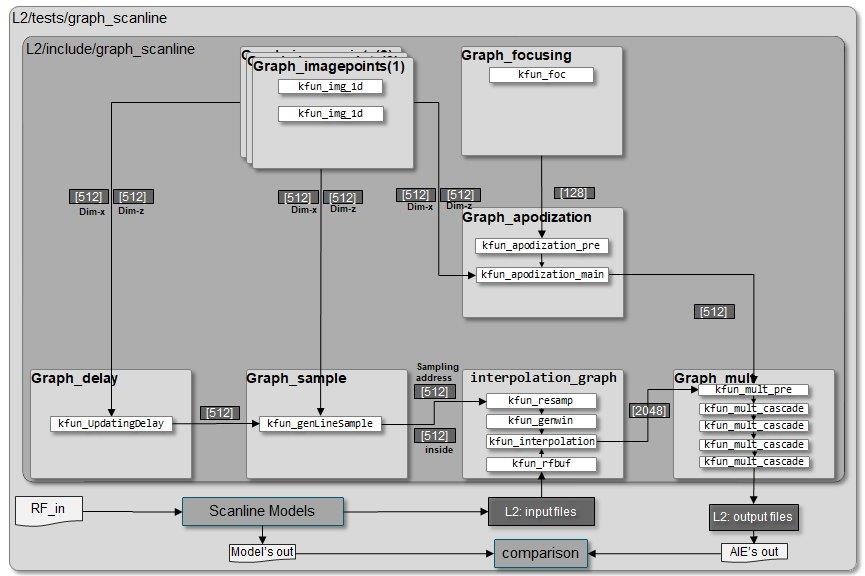 L2/tests/graph_scanline
L2/include/graph_scanline
Graph_imagepoints(1)
kfun_img_1d
kfun_img_1d
Graph_focusing
kfun_foc
[512] [512]
Dim-x Dim-z
[512] [512]
Dim-x Dim-z
[512] [512]
Dim-x Dim-z
[128]
Graph_apodization
kfun_apodization_pre
kfun_apodization_main
[512]
Graph_delay
kfun_UpdatingDelay
[512]
Graph_sample
kfun_genLineSample
Sampling
address
[512]
[512]
inside
interpolation_graph
kfun_resamp
kfun_genwin
kfun_interpolation
kfun_rfbuf
[2048]
Graph_mult
kfun_mult_pre
kfun_mult_cascade
kfun_mult_cascade
kfun_mult_cascade
kfun_mult_cascade
RF_in
Scanline Models
L2: input files
L2: output files
Model's out
comparison
AIE's out